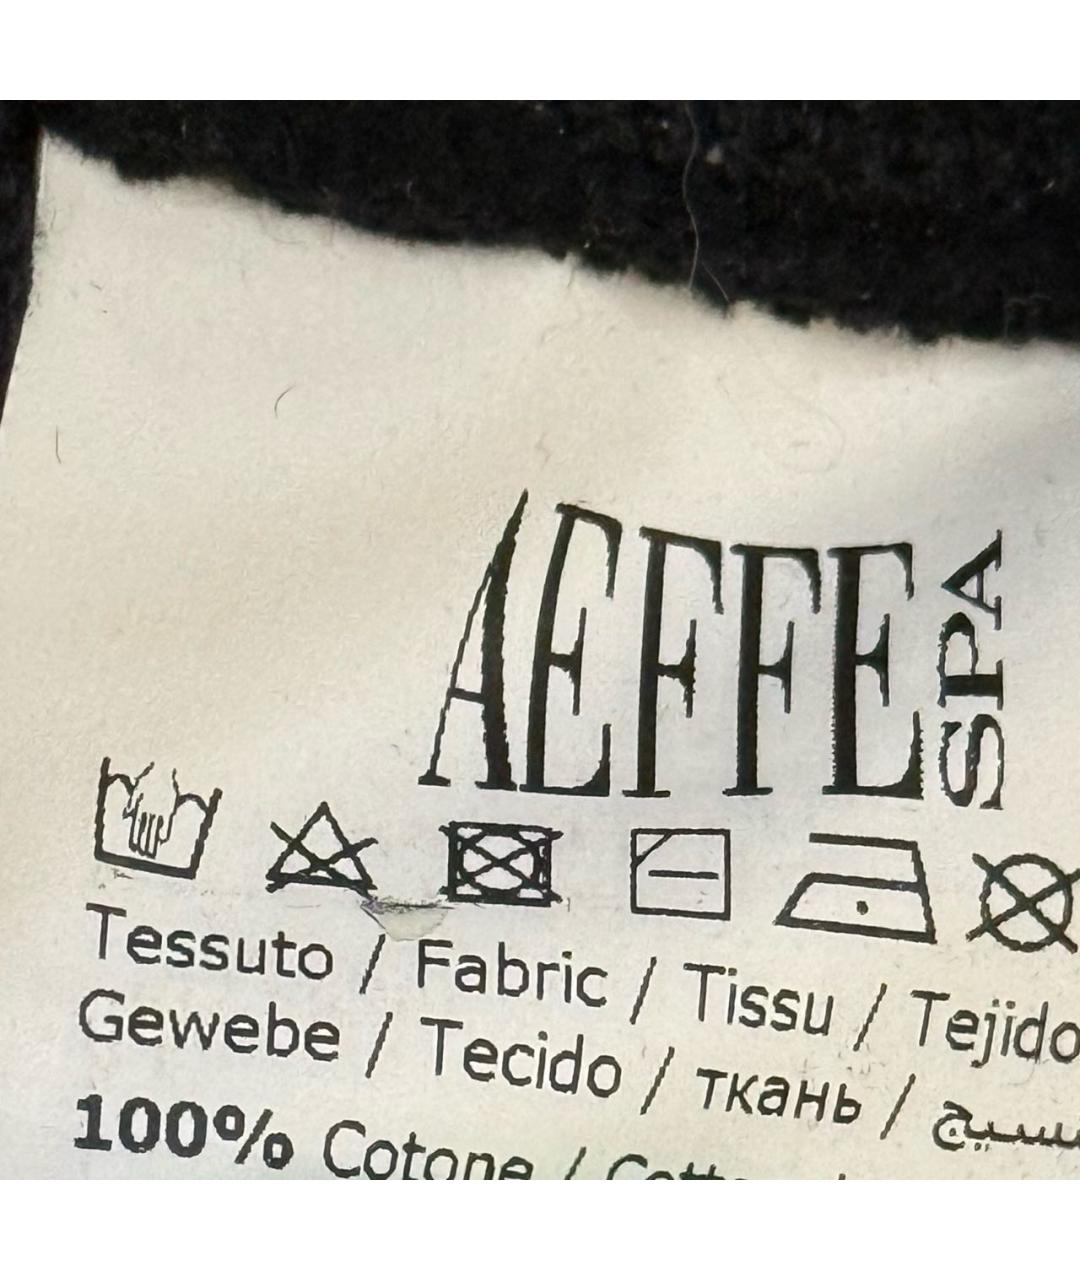 AEFFE SPA
Tessuto / Fabric / Tissu / Tejido
Gewebe / Tecido / ткань /
100% Cotone /